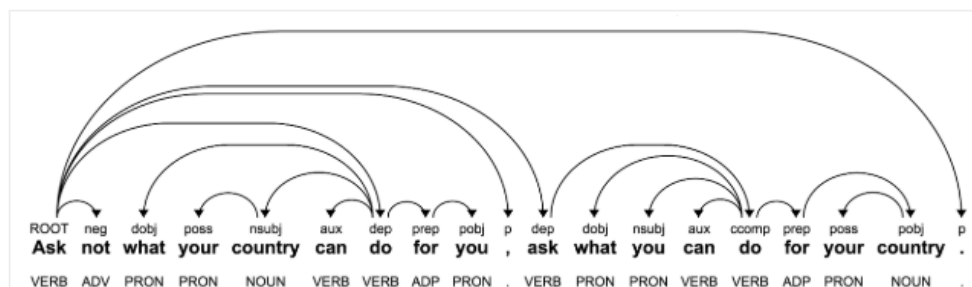 ROOT neg dobj poss nsubj aux dep prep pobj p dep dobj nsubj aux ccomp prep poss pobj p
Ask not what your country can do for you , ask what you can do for your country .
VERB ADV PRON PRON NOUN VERB VERB ADP PRON . VERB PRON PRON VERB VERB ADP PRON NOUN .